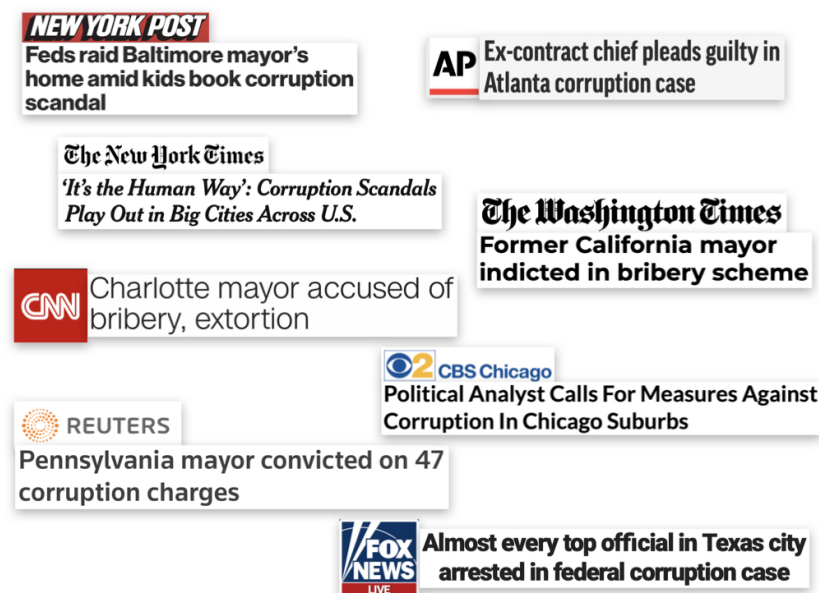 NEW YORK POST
Feds raid Baltimore mayor's
home amid kids book corruption
scandal
AP
Ex-contract chief pleads guilty in
Atlanta corruption case
The New York Times
'It's the Human Way': Corruption Scandals
Play Out in Big Cities Across U.S.
The Washington Times
Former California mayor
indicted in bribery scheme
CNN
Charlotte mayor accused of
bribery, extortion
2 CBS Chicago
Political Analyst Calls For Measures Against
Corruption In Chicago Suburbs
REUTERS
Pennsylvania mayor convicted on 47
corruption charges
FOX
NEWS
LIVE
Almost every top official in Texas city
arrested in federal corruption case